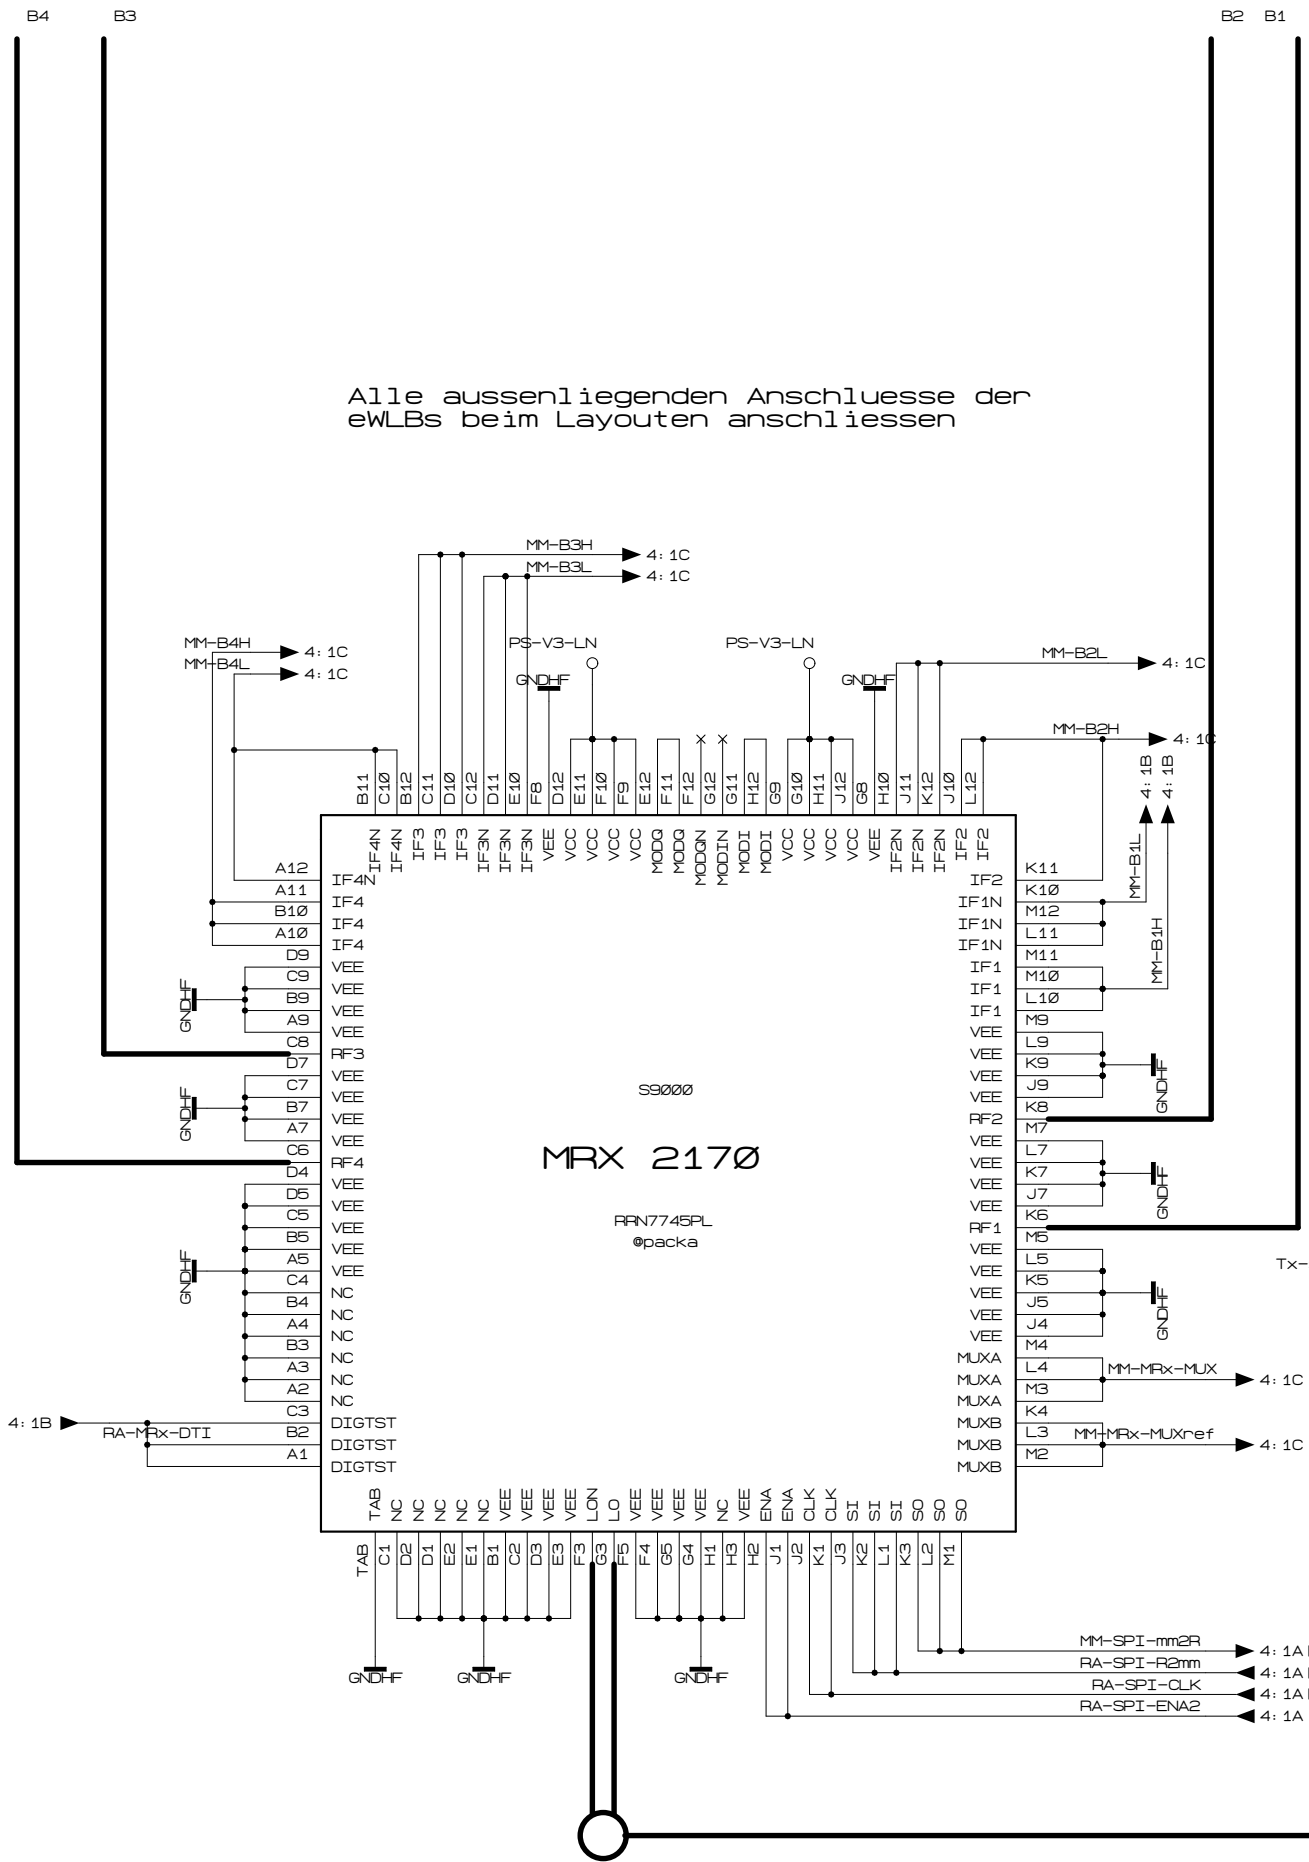 B4 B3 B2 B1
Alle aussenliegenden Anschluesse der
eWLBs beim Layouten anschliessen
MM-B3H 4:1C
MM-B3L 4:1C
MM-B4H 4:1C
MM-B4L 4:1C
PS-V3-LN PS-V3-LN
MM-B2L 4:1C
GNDHF GNDHF
MM-B2H 4:1C
4:1B 4:1B
MM-B1L
MM-B1H
B11 C10 B12 C11 D10 C12 D11 E10 F8 D12 E11 F10 F9 E12 F11 F12 G12 G11 H12 G9 G10 H11 J12 G8 H10 J11 K12 J10 L12
IF4N IF4N IF3 IF3 IF3 IF3N IF3N IF3N VEE VCC VCC VCC VCC MODQ MODQ MODQN MODIN MODI MODI VCC VCC VCC VCC VEE IF2N IF2N IF2N IF2 IF2
A12 IF4N
A11 IF4
B10 IF4
A10 IF4
D9 VEE
C9 VEE
B9 VEE
A9 VEE
GNDHF
C8 RF3
D7 VEE
C7 VEE
B7 VEE
A7 VEE
GNDHF
C6 RF4
D4 VEE
D5 VEE
C5 VEE
B5 VEE
A5 VEE
GNDHF
C4 NC
B4 NC
A4 NC
B3 NC
A3 NC
A2 NC
C3 DIGTST
B2 DIGTST
A1 DIGTST
4:1B RA-MRx-DTI
S9000
MRX 2170
RRN7745PL
@packa
IF2 K11
IF1N K10
IF1N M12
IF1N L11
IF1 M11
IF1 M10
IF1 L10
VEE M9
VEE L9
VEE K9
VEE J9
GNDHF
RF2 K8
VEE M7
VEE L7
VEE K7
VEE J7
GNDHF
RF1 K6
VEE M5
VEE L5
VEE K5
VEE J5
VEE J4
GNDHF
Tx-
MUXA M4
MUXA L4
MUXA M3
MM-MRx-MUX 4:1C
MUXB K4
MUXB L3
MUXB M2
MM-MRx-MUXref 4:1C
TAB NC NC NC NC NC VEE VEE VEE VEE LON LO VEE VEE VEE VEE NC VEE ENA ENA CLK CLK SI SI SI SO SO SO
TAB C1 D2 D1 E2 E1 B1 C2 D3 E3 F3 G3 F5 F4 G5 G4 H1 H3 H2 J1 J2 K1 J3 K2 L1 K3 L2 M1
GNDHF GNDHF GNDHF
MM-SPI-mm2R 4:1A
RA-SPI-R2mm 4:1A
RA-SPI-CLK 4:1A
RA-SPI-ENA2 4:1A